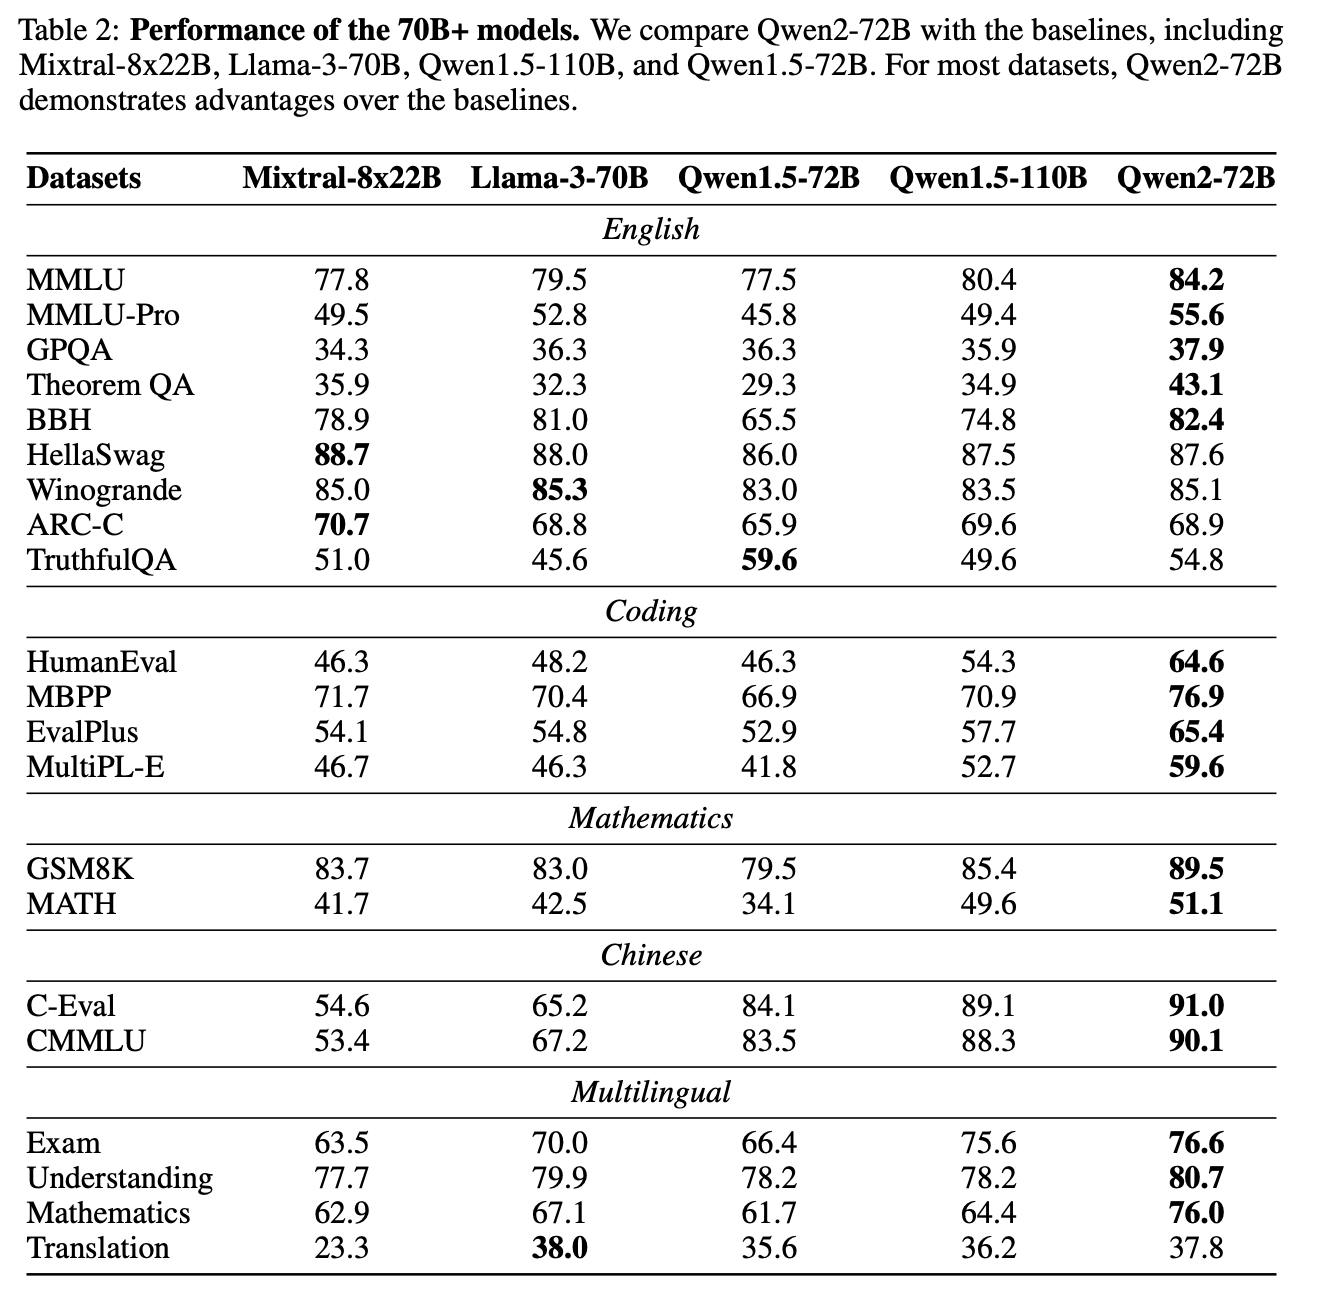 Table 2: Performance of the 70B+ models. We compare Qwen2-72B with the baselines, including
Mixtral-8x22B, Llama-3-70B, Qwen1.5-110B, and Qwen1.5-72B. For most datasets, Qwen2-72B
demonstrates advantages over the baselines.
Datasets Mixtral-8x22B Llama-3-70B Qwen1.5-72B Qwen1.5-110B Qwen2-72B
English
MMLU 77.8 79.5 77.5 80.4 84.2
MMLU-Pro 49.5 52.8 45.8 49.4 55.6
GPQA 34.3 36.3 36.3 35.9 37.9
Theorem QA 35.9 32.3 29.3 34.9 43.1
BBH 78.9 81.0 65.5 74.8 82.4
HellaSwag 88.7 88.0 86.0 87.5 87.6
Winogrande 85.0 85.3 83.0 83.5 85.1
ARC-C 70.7 68.8 65.9 69.6 68.9
TruthfulQA 51.0 45.6 59.6 49.6 54.8
Coding
HumanEval 46.3 48.2 46.3 54.3 64.6
MBPP 71.7 70.4 66.9 70.9 76.9
EvalPlus 54.1 54.8 52.9 57.7 65.4
MultiPL-E 46.7 46.3 41.8 52.7 59.6
Mathematics
GSM8K 83.7 83.0 79.5 85.4 89.5
MATH 41.7 42.5 34.1 49.6 51.1
Chinese
C-Eval 54.6 65.2 84.1 89.1 91.0
CMMLU 53.4 67.2 83.5 88.3 90.1
Multilingual
Exam 63.5 70.0 66.4 75.6 76.6
Understanding 77.7 79.9 78.2 78.2 80.7
Mathematics 62.9 67.1 61.7 64.4 76.0
Translation 23.3 38.0 35.6 36.2 37.8